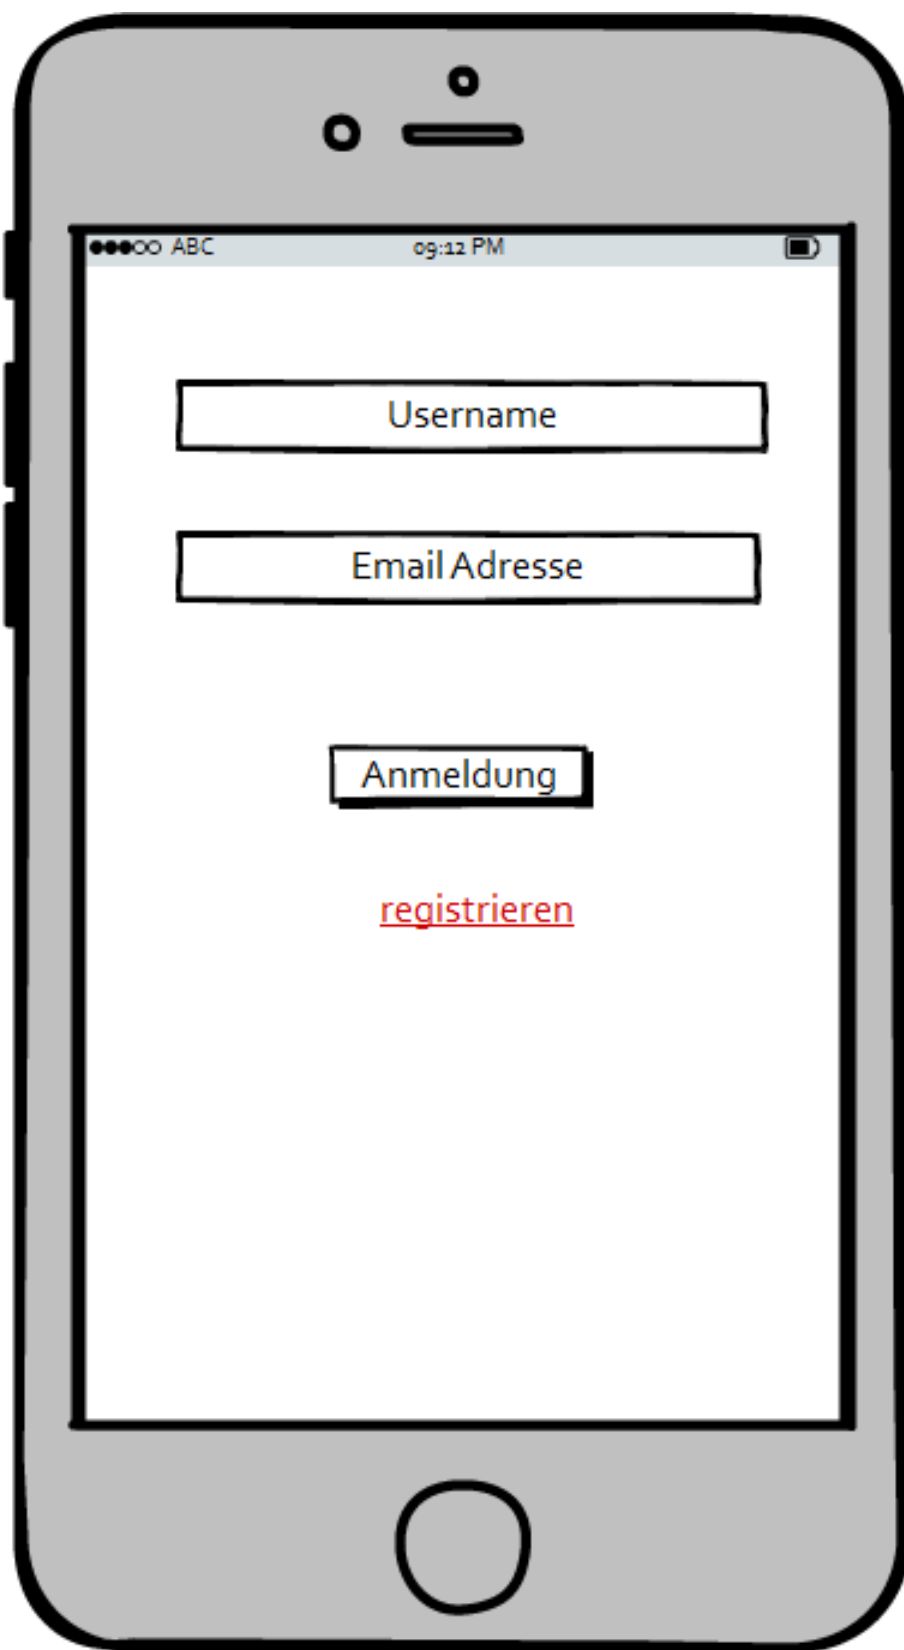 ABC 09:12 PM
Username
Email Adresse
Anmeldung
registrieren